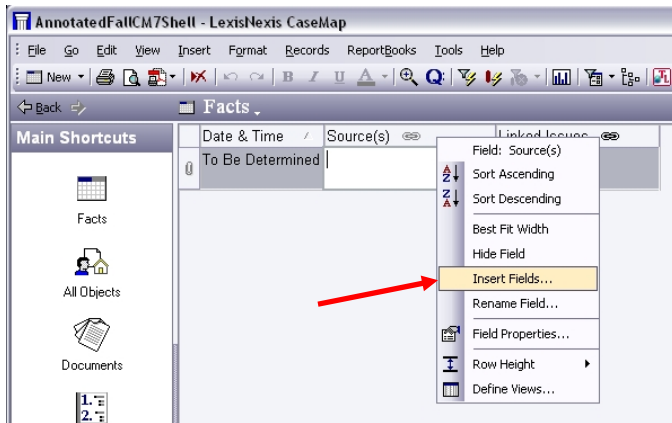 AnnotatedFallCM7Shell - LexisNexis CaseMap
File Go Edit View Insert Format Records ReportBooks Tools Help
New B I U A Q
Back Facts
Main Shortcuts
Date & Time Source(s) Linked Issues
To Be Determined
Facts
All Objects
Documents
1.
2.
Field: Source(s)
Sort Ascending
Sort Descending
Best Fit Width
Hide Field
Insert Fields...
Rename Field...
Field Properties...
Row Height
Define Views...